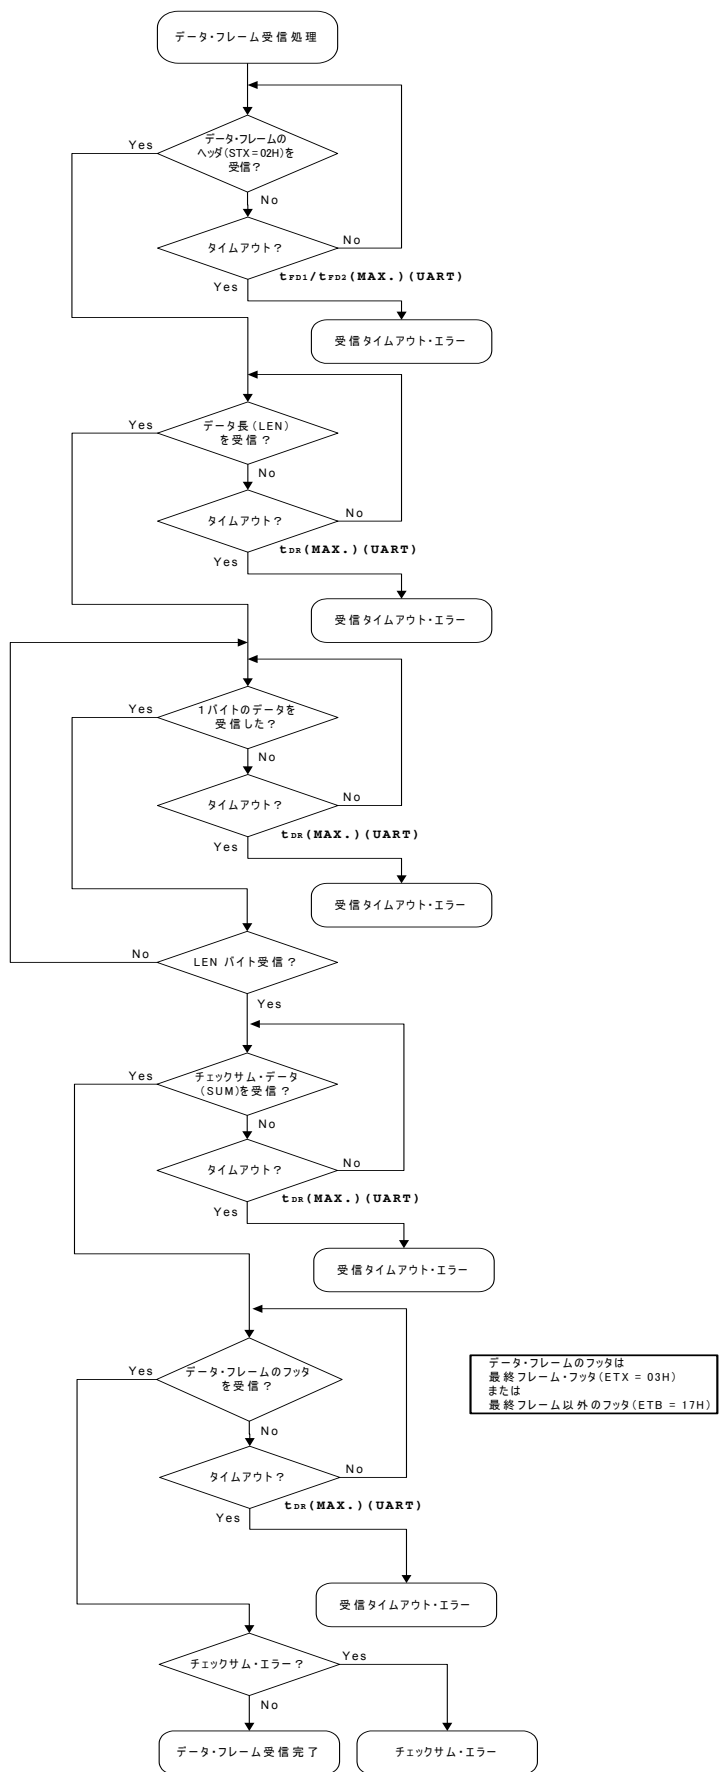 データ・フレーム受信処理
データ・フレームの
ヘッダ(STX=02H)を
受信?
Yes
No
タイムアウト?
No
tFD1/tFD2(MAX.)(UART)
Yes
受信タイムアウト・エラー
データ長(LEN)
を受信?
Yes
No
タイムアウト?
No
tDR(MAX.)(UART)
Yes
受信タイムアウト・エラー
1バイトのデータを
受信した?
Yes
No
タイムアウト?
No
tDR(MAX.)(UART)
Yes
受信タイムアウト・エラー
No
LEN バイト受信?
Yes
チェックサム・データ
(SUM)を受信?
Yes
No
タイムアウト?
No
tDR(MAX.)(UART)
Yes
受信タイムアウト・エラー
データ・フレームのフッタ
を受信?
Yes
No
データ・フレームのフッタは
最終フレーム・フッタ(ETX = 03H)
または
最終フレーム以外のフッタ(ETB = 17H)
タイムアウト?
No
tDR(MAX.)(UART)
Yes
受信タイムアウト・エラー
チェックサム・エラー?
Yes
No
データ・フレーム受信完了
チェックサム・エラー